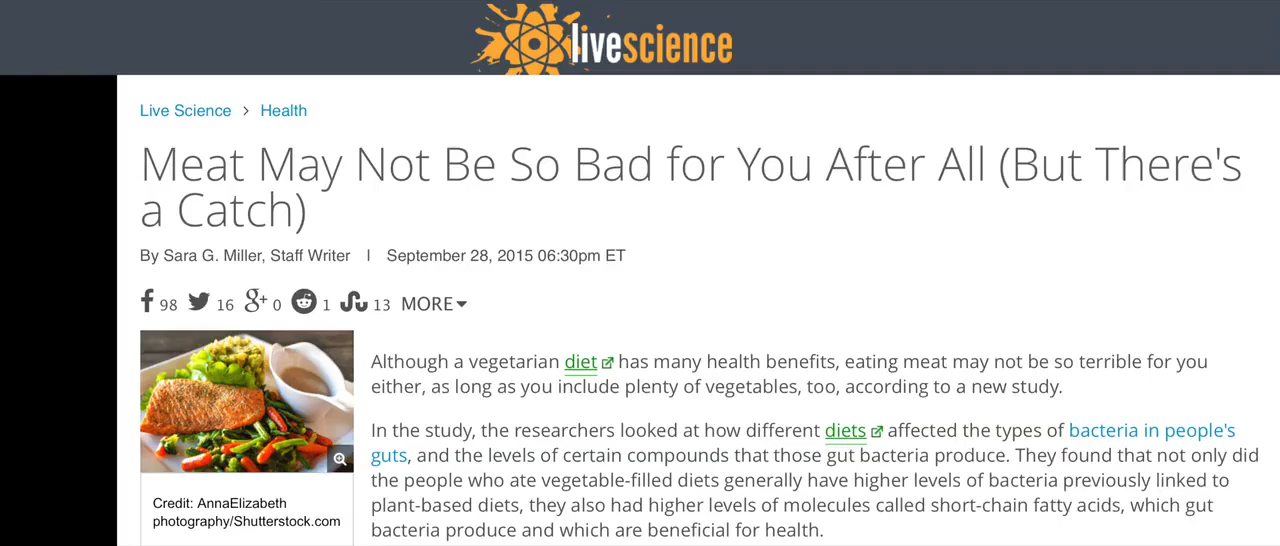 livescience
Live Science > Health
Meat May Not Be So Bad for You After All (But There's
a Catch)
By Sara G. Miller, Staff Writer | September 28, 2015 06:30pm ET
98 16 g+ 0 1 13 MORE
Although a vegetarian diet has many health benefits, eating meat may not be so terrible for you
either, as long as you include plenty of vegetables, too, according to a new study.
In the study, the researchers looked at how different diets affected the types of bacteria in people's
guts, and the levels of certain compounds that those gut bacteria produce. They found that not only did
the people who ate vegetable-filled diets generally have higher levels of bacteria previously linked to
plant-based diets, they also had higher levels of molecules called short-chain fatty acids, which gut
bacteria produce and which are beneficial for health.
Credit: AnnaElizabeth
photography/Shutterstock.com